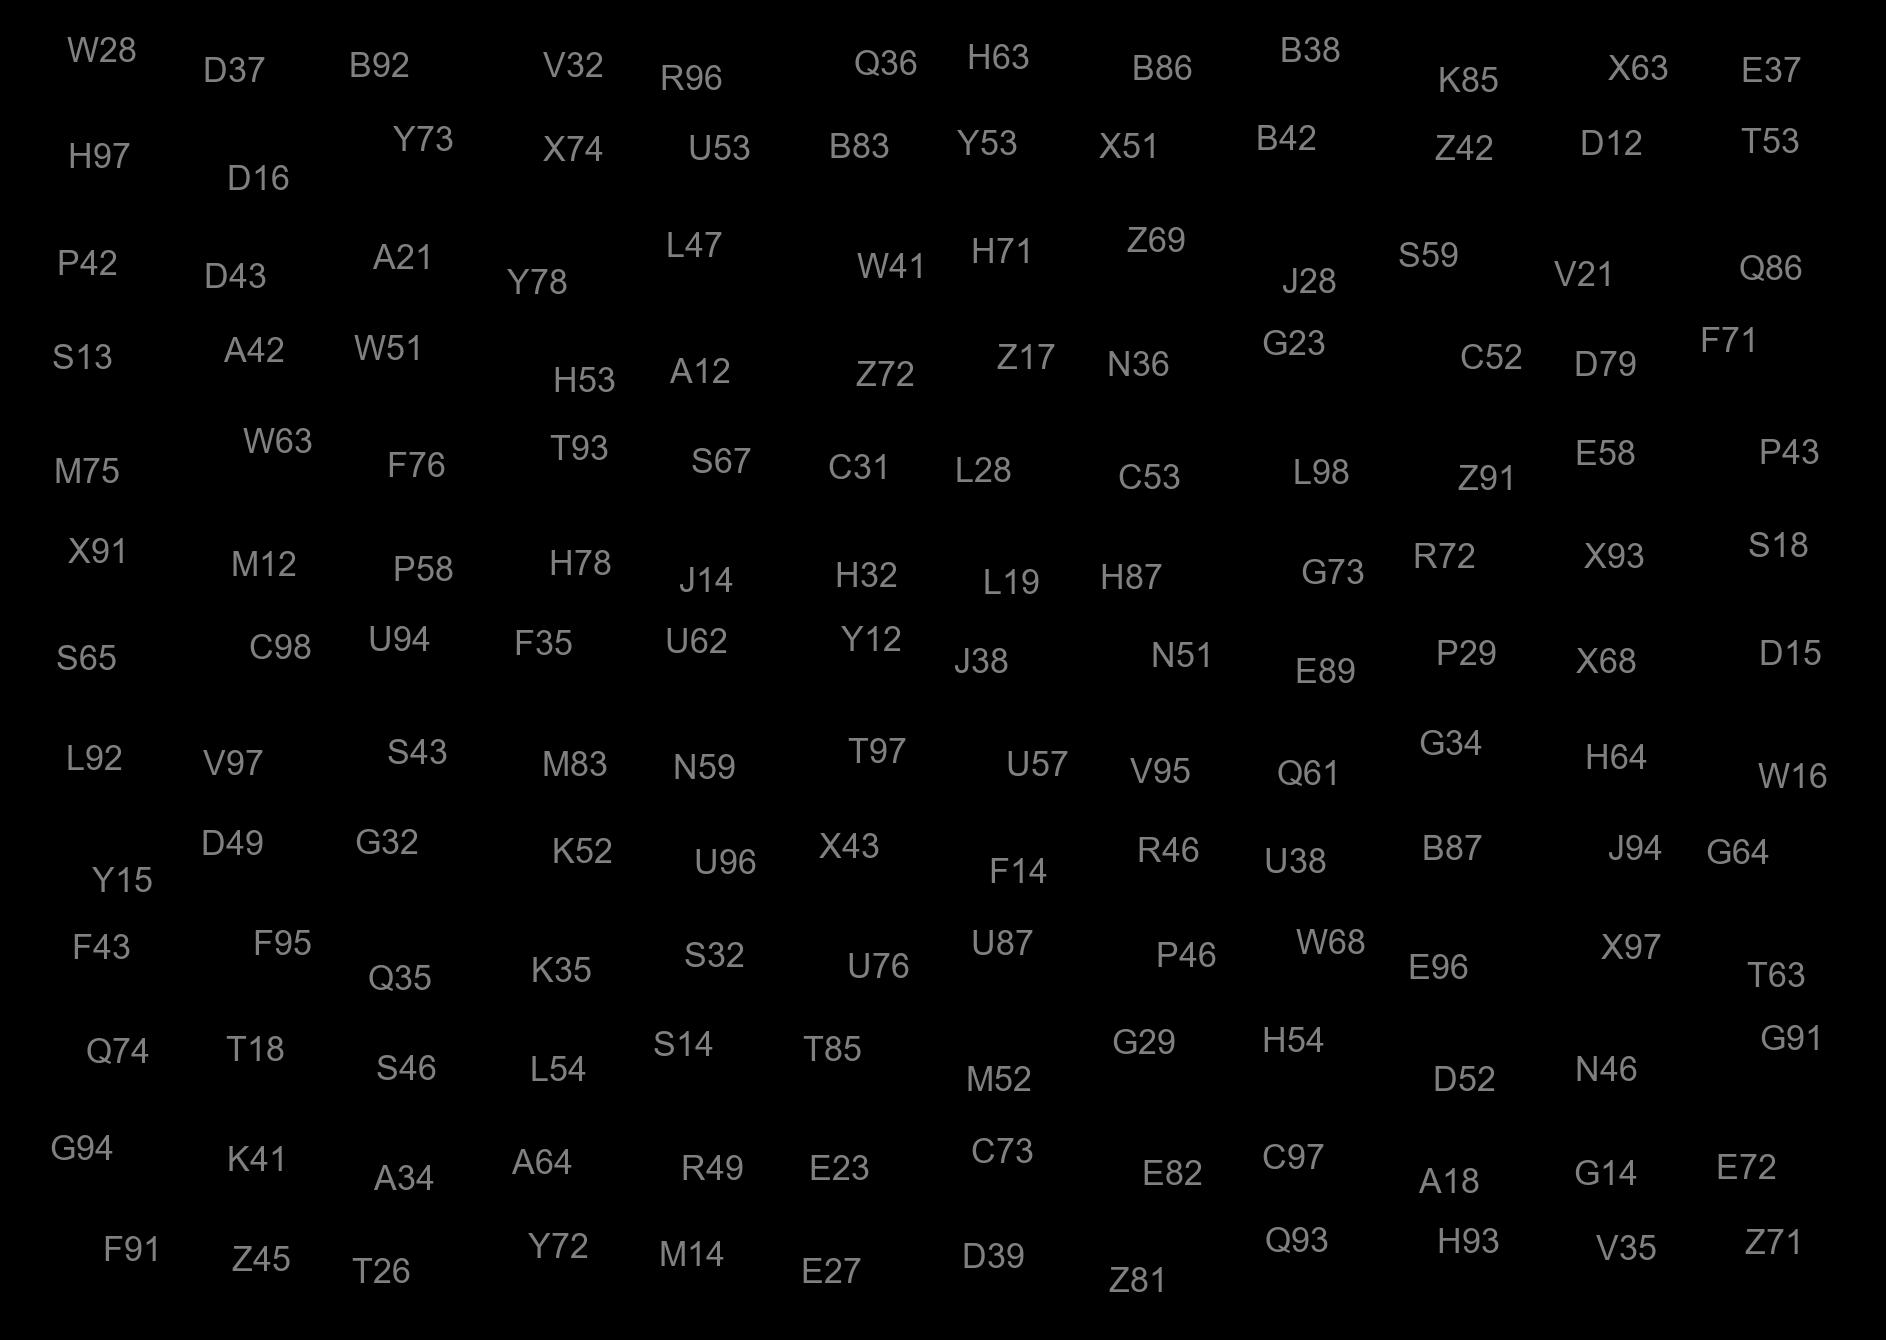 W28 D37 B92 V32 R96 Q36 H63 B86 B38 K85 X63 E37
H97 D16 Y73 X74 U53 B83 Y53 X51 B42 Z42 D12 T53
P42 D43 A21 Y78 L47 W41 H71 Z69 J28 S59 V21 Q86
S13 A42 W51 H53 A12 Z72 Z17 N36 G23 C52 D79 F71
M75 W63 F76 T93 S67 C31 L28 C53 L98 Z91 E58 P43
X91 M12 P58 H78 J14 H32 L19 H87 G73 R72 X93 S18
S65 C98 U94 F35 U62 Y12 J38 N51 E89 P29 X68 D15
L92 V97 S43 M83 N59 T97 U57 V95 Q61 G34 H64 W16
Y15 D49 G32 K52 U96 X43 F14 R46 U38 B87 J94 G64
F43 F95 Q35 K35 S32 U76 U87 P46 W68 E96 X97 T63
Q74 T18 S46 L54 S14 T85 M52 G29 H54 D52 N46 G91
G94 K41 A34 A64 R49 E23 C73 E82 C97 A18 G14 E72
F91 Z45 T26 Y72 M14 E27 D39 Z81 Q93 H93 V35 Z71